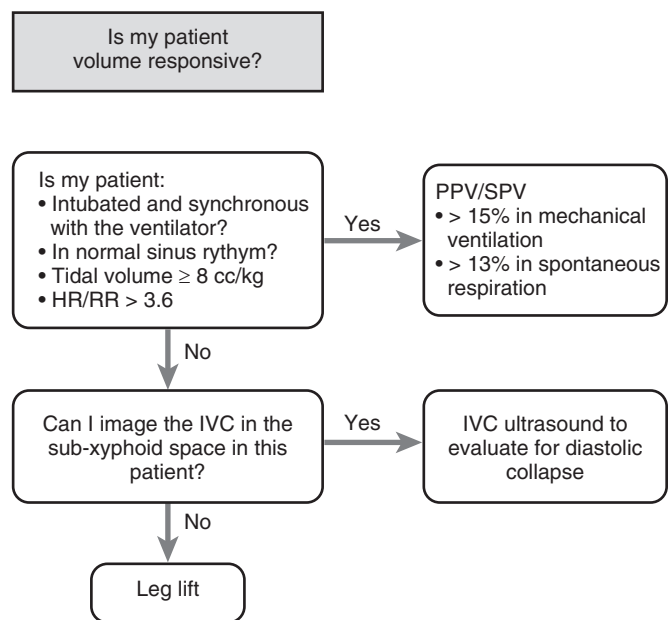 Is my patient
volume responsive?
Is my patient:
• Intubated and synchronous
with the ventilator?
• In normal sinus rythym?
• Tidal volume ≥ 8 cc/kg
• HR/RR > 3.6
Yes
PPV/SPV
• > 15% in mechanical
ventilation
• > 13% in spontaneous
respiration
No
Can I image the IVC in the
sub-xyphoid space in this
patient?
Yes
IVC ultrasound to
evaluate for diastolic
collapse
No
Leg lift